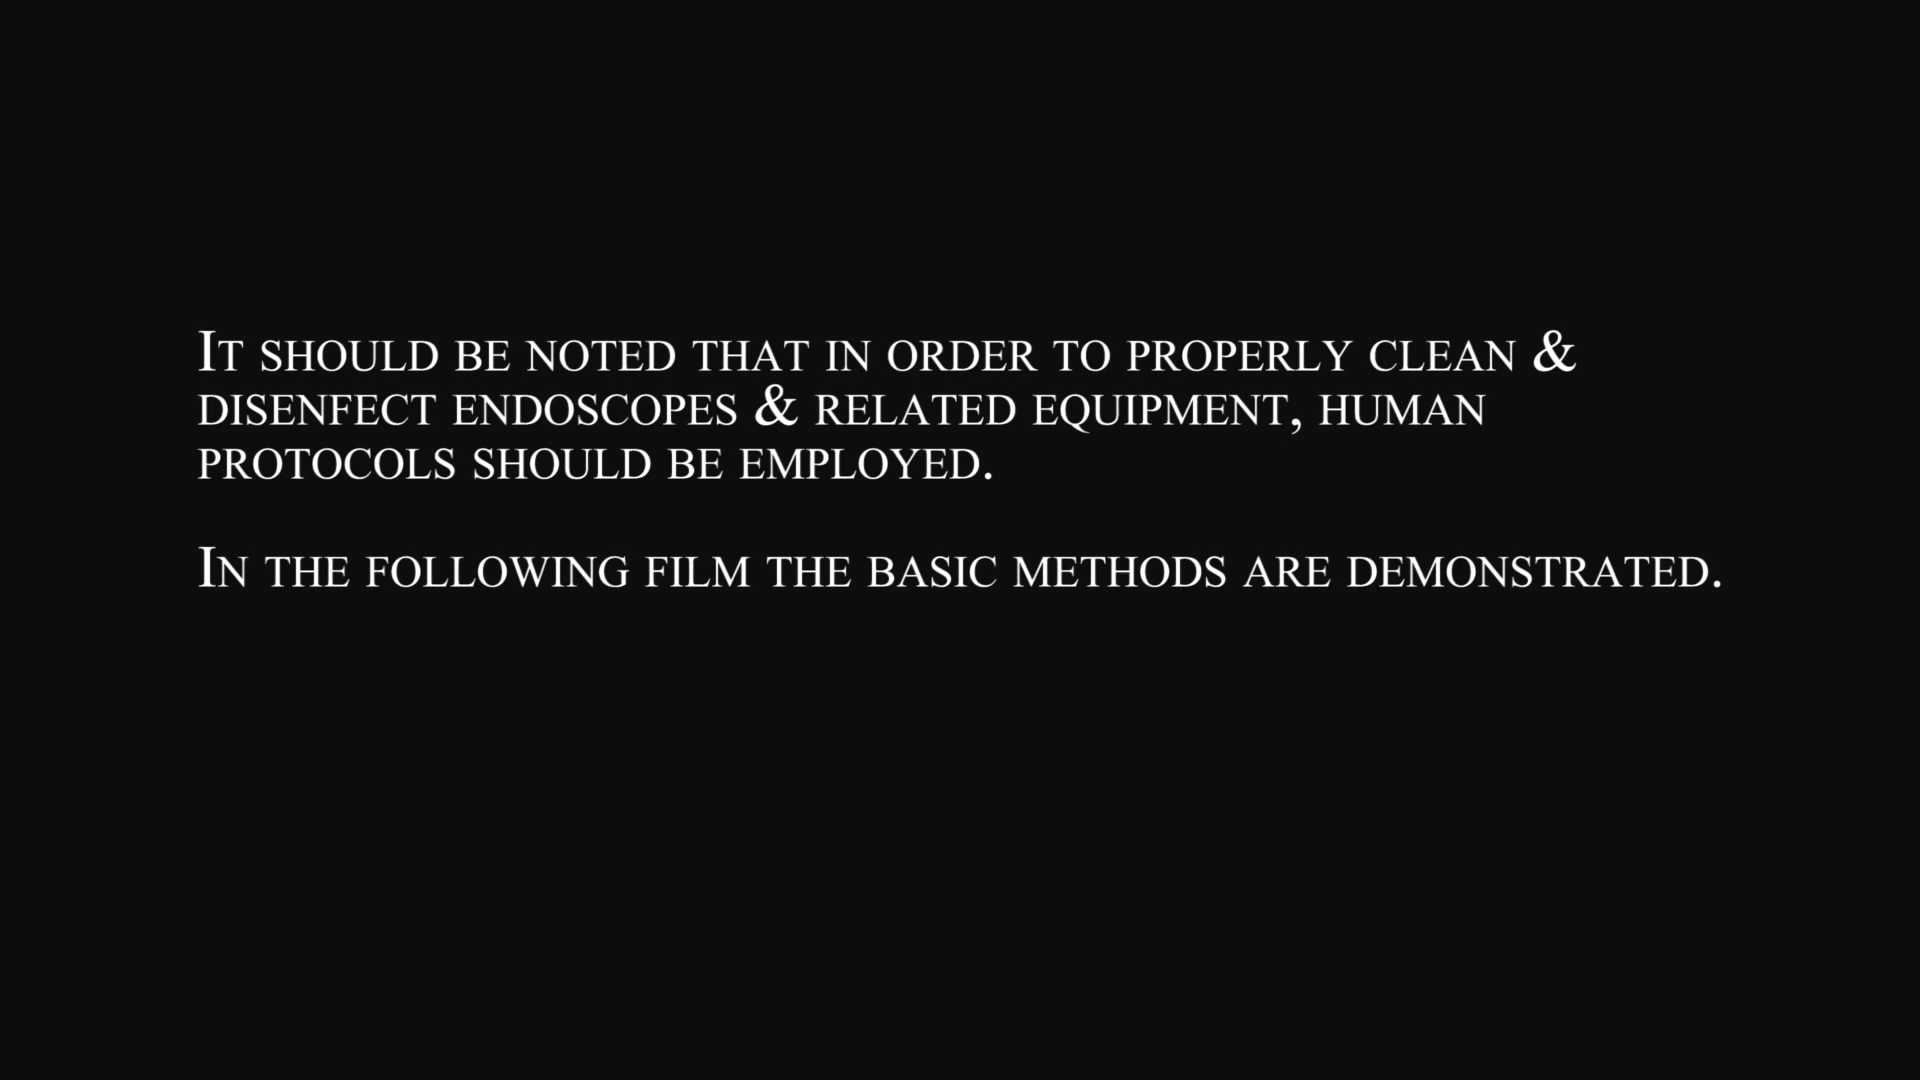 It should be noted that in order to properly clean &
disenfect endoscopes & related equipment, human
protocols should be employed.
In the following film the basic methods are demonstrated.